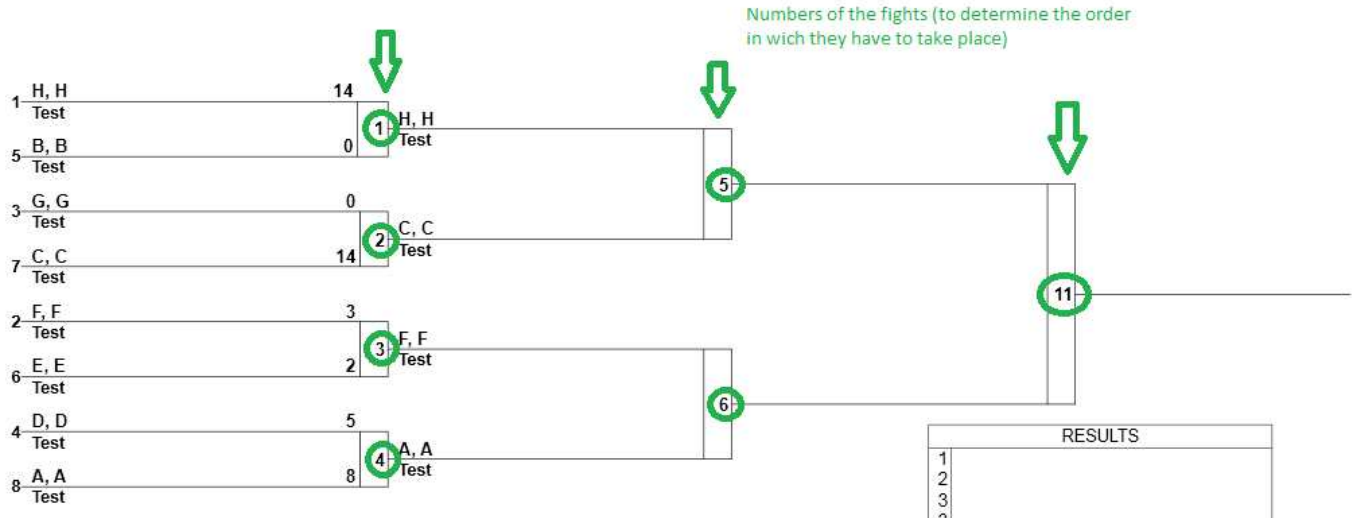 Numbers of the fights (to determine the order
in wich they have to take place)
1 H, H 14
Test
5 B, B 0
Test
1 H, H
Test
3 G, G 0
Test
7 C, C 14
Test
2 C, C
Test
5
2 F, F 3
Test
6 E, E 2
Test
3 F, F
Test
4 D, D 5
Test
8 A, A 8
Test
4 A, A
Test
6
11
RESULTS
1
2
3